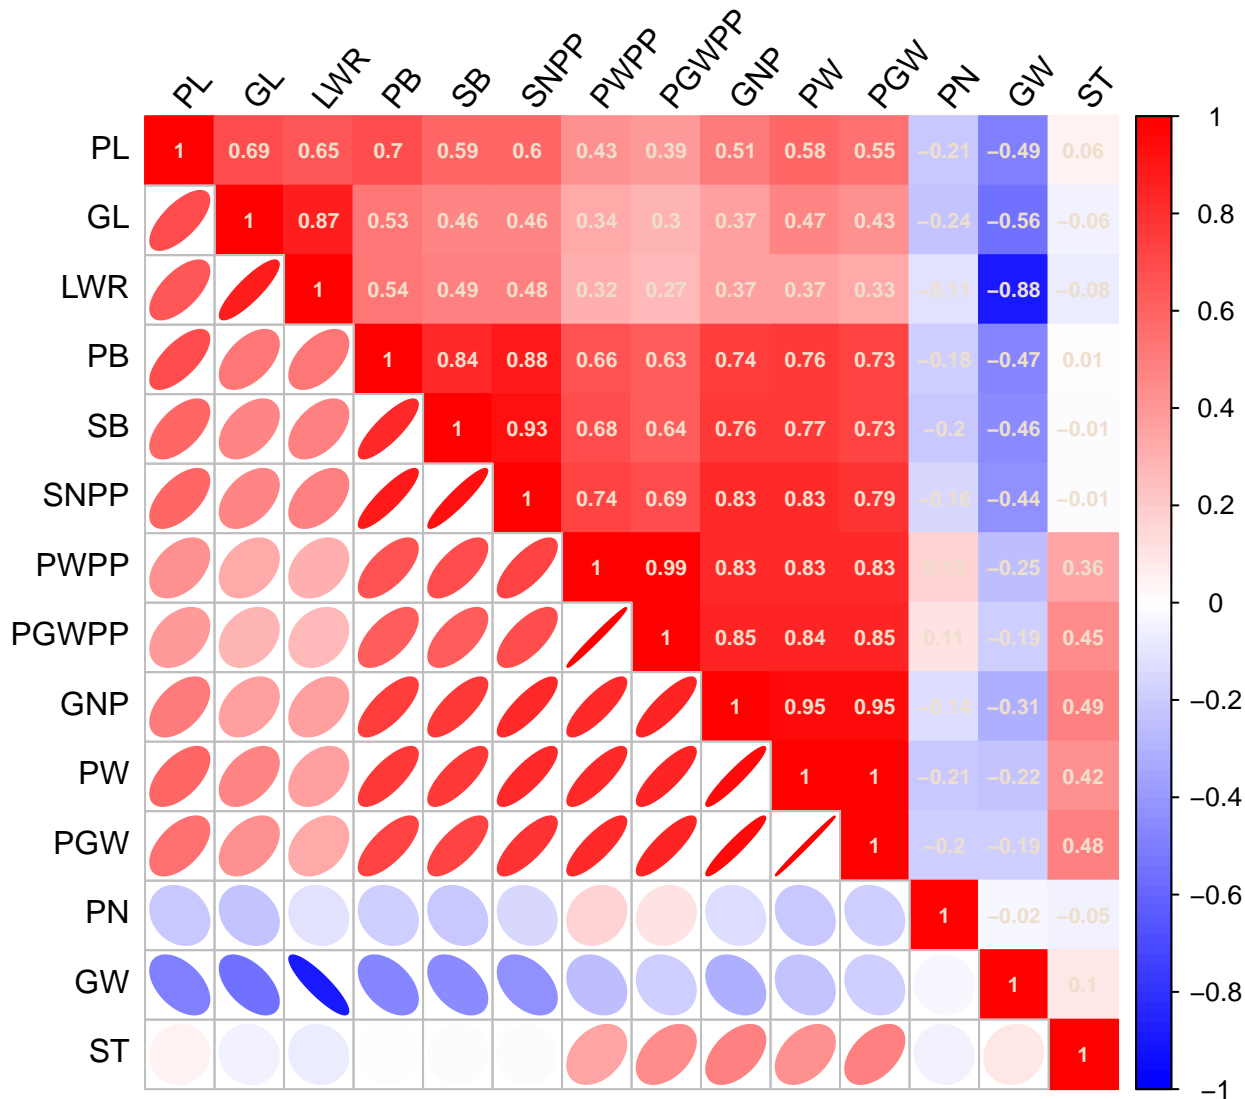 PL GL LWR PB SB SNPP PWPP PGWPP GNP PW PGW PN GW ST
PL 1 0.69 0.65 0.7 0.59 0.6 0.43 0.39 0.51 0.58 0.55 −0.21 −0.49 0.06 1
GL 1 0.87 0.53 0.46 0.46 0.34 0.3 0.37 0.47 0.43 −0.24 −0.56 −0.06 0.8
LWR 1 0.54 0.49 0.48 0.32 0.27 0.37 0.37 0.33 −0.11 −0.88 −0.08 0.6
PB 1 0.84 0.88 0.66 0.63 0.74 0.76 0.73 −0.18 −0.47 0.01
SB 1 0.93 0.68 0.64 0.76 0.77 0.73 −0.2 −0.46 −0.01 0.4
SNPP 1 0.74 0.69 0.83 0.83 0.79 −0.16 −0.44 −0.01 0.2
PWPP 1 0.99 0.83 0.83 0.83 −0.25 0.36
PGWPP 1 0.85 0.84 0.85 0.11 −0.19 0.45 0
GNP 1 0.95 0.95 −0.14 −0.31 0.49 −0.2
PW 1 1 −0.21 −0.22 0.42 −0.4
PGW 1 −0.2 −0.19 0.48
PN 1 −0.02 −0.05 −0.6
GW 1 0.1 −0.8
ST 1 −1